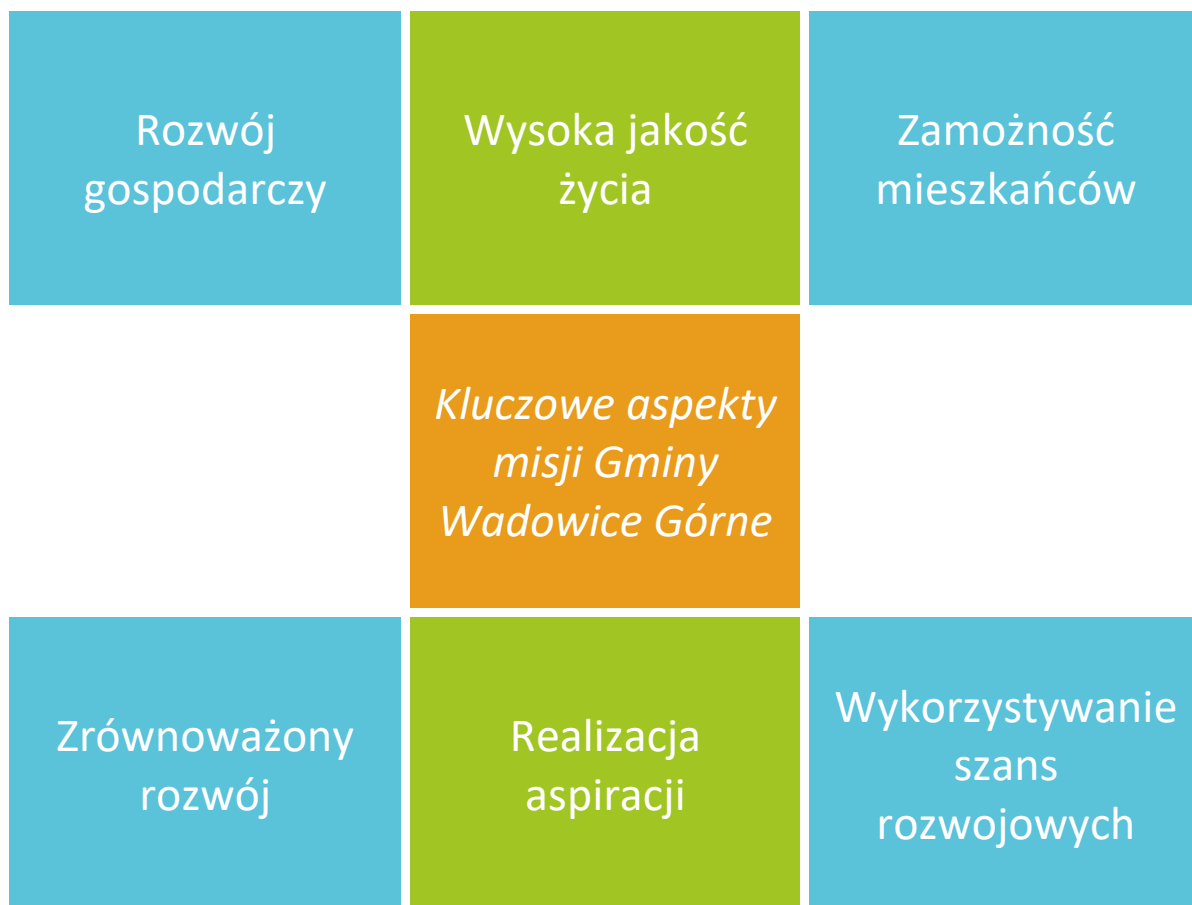 Rozwój
gospodarczy
Wysoka jakość
życia
Zamożność
mieszkańców
Kluczowe aspekty
misji Gminy
Wadowice Górne
Zrównoważony
rozwój
Realizacja
aspiracji
Wykorzystywanie
szans
rozwojowych